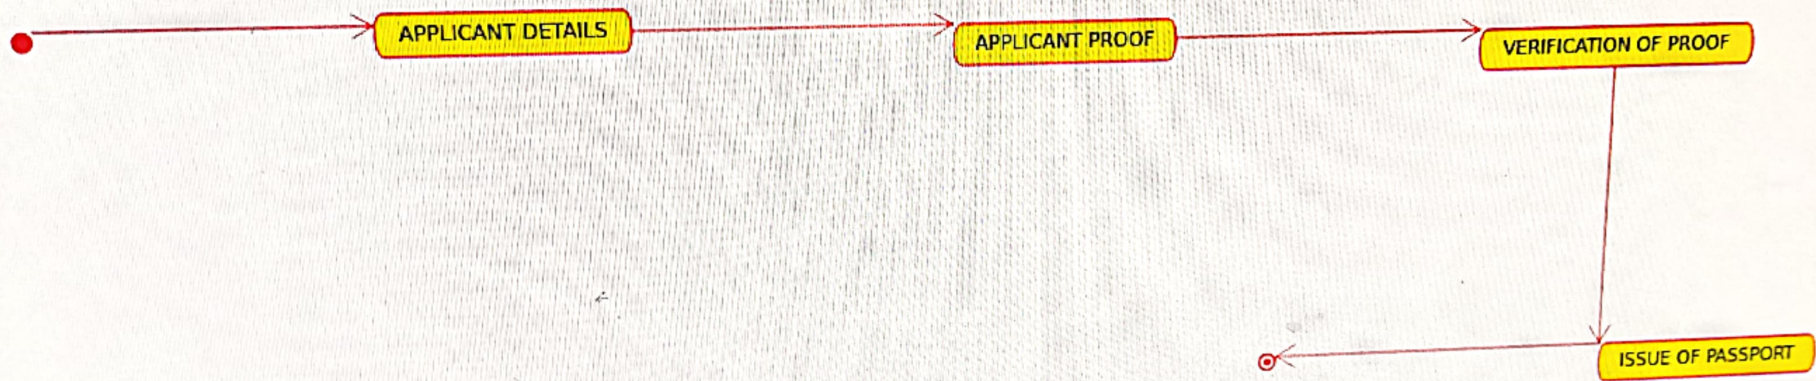 APPLICANT DETAILS
APPLICANT PROOF
VERIFICATION OF PROOF
ISSUE OF PASSPORT